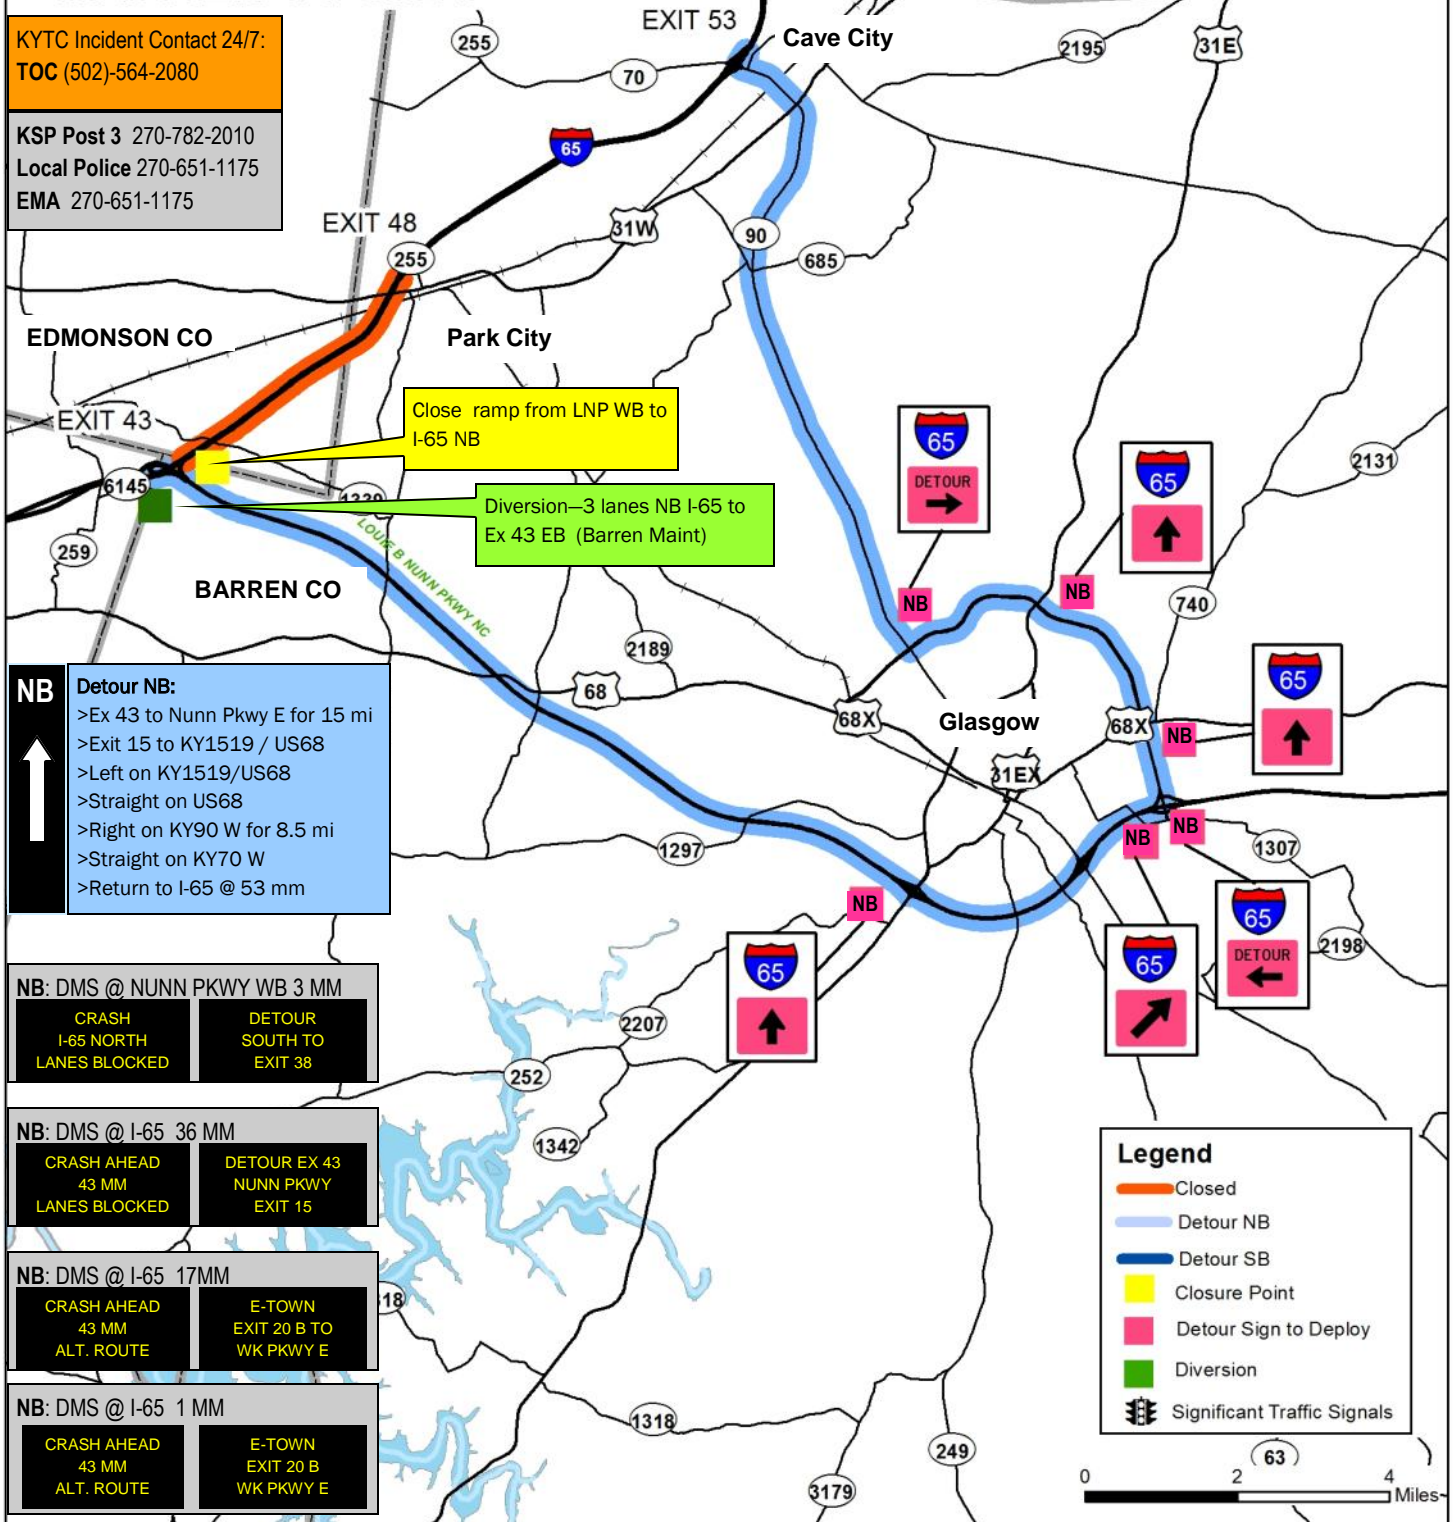 KYTC Incident Contact 24/7:
TOC (502)-564-2080
KSP Post 3 270-782-2010
Local Police 270-651-1175
EMA 270-651-1175
EXIT 53
Cave City
255
70
2195
31E
65
EXIT 48
255
31W
90
685
EDMONSON CO
Park City
EXIT 43
Close ramp from LNP WB to
I-65 NB
6145
Diversion—3 lanes NB I-65 to
Ex 43 EB (Barren Maint)
259
LOUIE B NUNN PKWY NC
BARREN CO
65
DETOUR
65
2131
NB
NB
740
2189
68
68X
Glasgow
68X
31EX
NB
65
NB
Detour NB:
>Ex 43 to Nunn Pkwy E for 15 mi
>Exit 15 to KY1519 / US68
>Left on KY1519/US68
>Straight on US68
>Right on KY90 W for 8.5 mi
>Straight on KY70 W
>Return to I-65 @ 53 mm
1297
NB
NB
1307
NB
65
65
DETOUR
65
2198
2207
252
1342
NB: DMS @ NUNN PKWY WB 3 MM
CRASH
I-65 NORTH
LANES BLOCKED
DETOUR
SOUTH TO
EXIT 38
NB: DMS @ I-65 36 MM
CRASH AHEAD
43 MM
LANES BLOCKED
DETOUR EX 43
NUNN PKWY
EXIT 15
NB: DMS @ I-65 17MM
CRASH AHEAD
43 MM
ALT. ROUTE
E-TOWN
EXIT 20 B TO
WK PKWY E
NB: DMS @ I-65 1 MM
CRASH AHEAD
43 MM
ALT. ROUTE
E-TOWN
EXIT 20 B
WK PKWY E
1318
249
3179
63
Legend
Closed
Detour NB
Detour SB
Closure Point
Detour Sign to Deploy
Diversion
Significant Traffic Signals
0 2 4
Miles